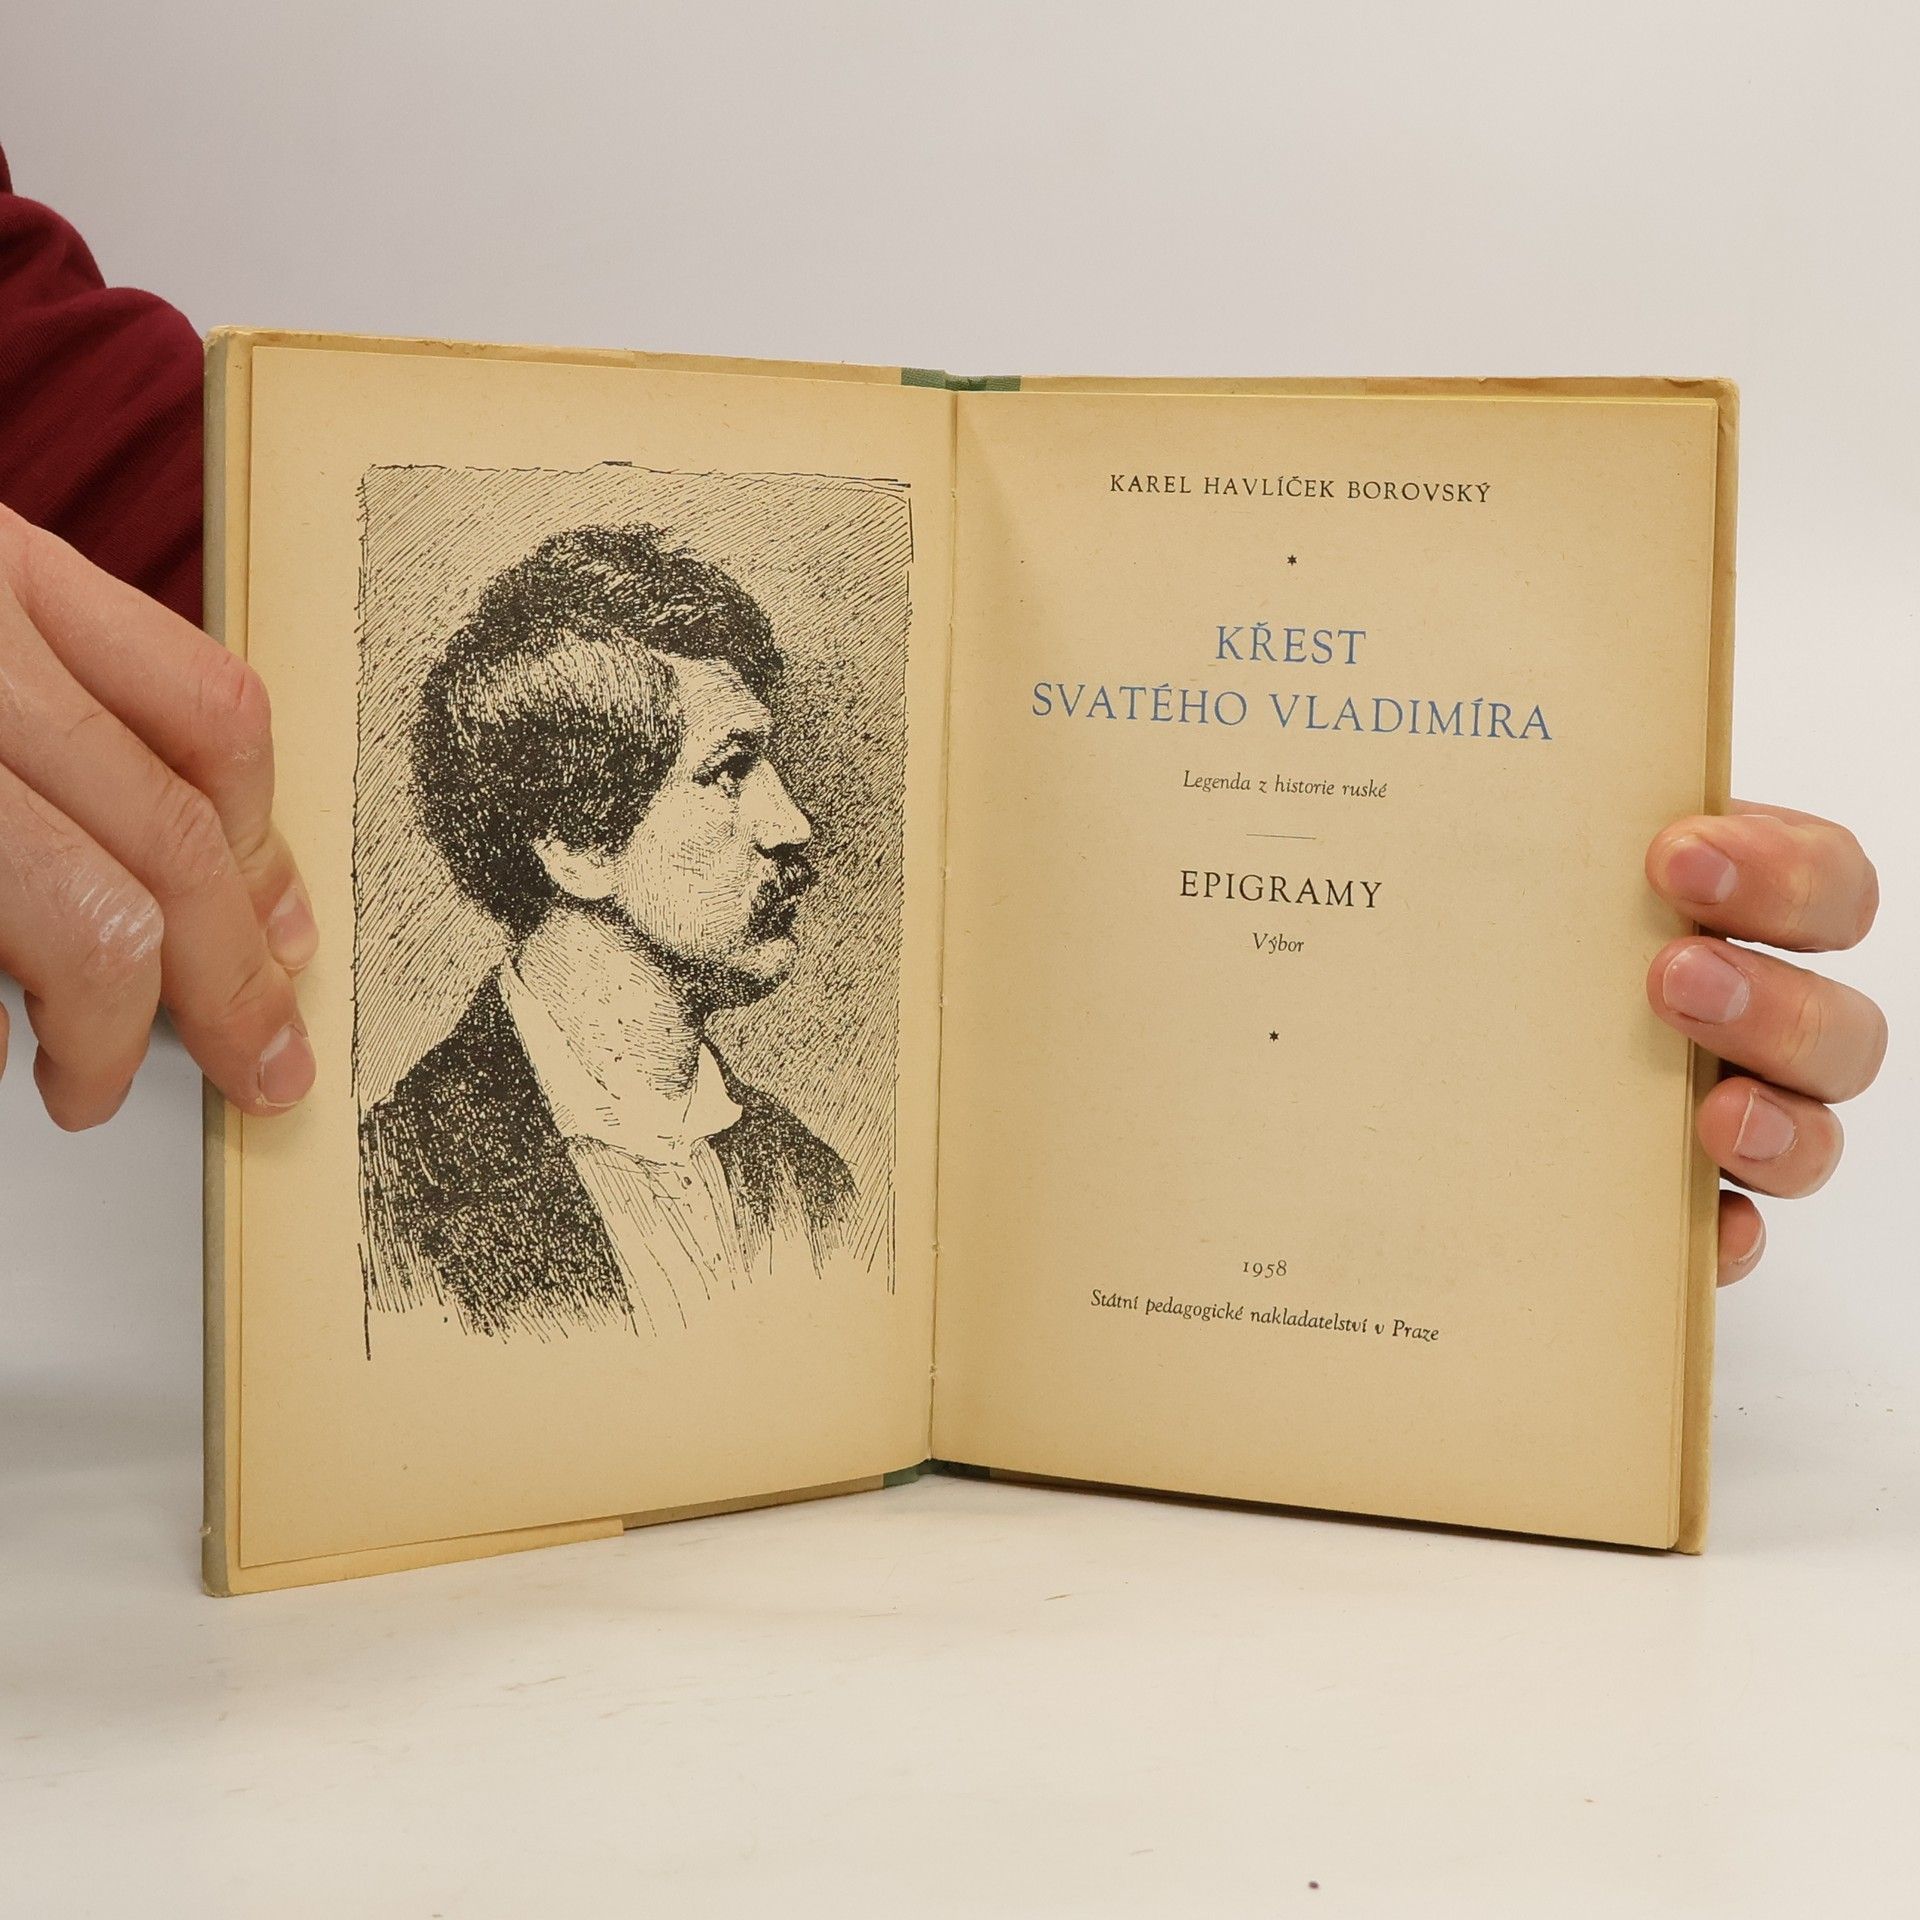 KAREL HAVLÍČEK BOROVSKÝ
KŘEST
SVATÉHO VLADIMÍRA
Legenda z historie ruské
EPIGRAMY
Výbor
1958
Státní pedagogické nakladatelství v Praze